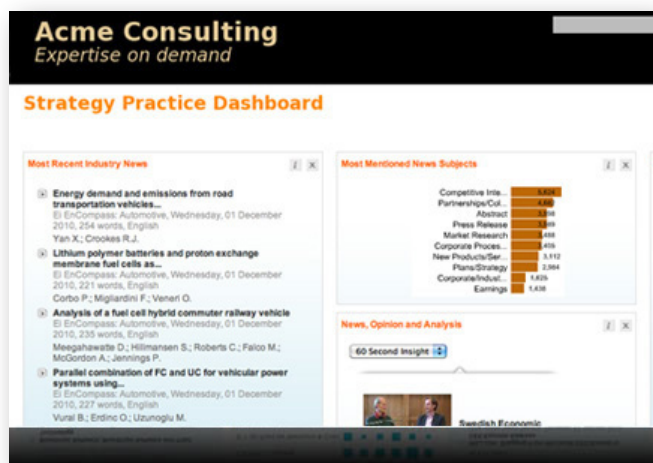 Acme Consulting
Expertise on demand
Strategy Practice Dashboard
Most Recent Industry News
Energy demand and emissions from road
transportation vehicles...
Ei EnCompass: Automotive, Wednesday, 01 December
2010, 254 words, English
Yan X.; Crookes R.J.
Lithium polymer batteries and proton exchange
membrane fuel cells as...
Ei EnCompass: Automotive, Wednesday, 01 December
2010, 221 words, English
Corbo P.; Migliardini F.; Veneri O.
Analysis of a fuel cell hybrid commuter railway vehicle
Ei EnCompass: Automotive, Wednesday, 01 December
2010, 235 words, English
Meegahawatte D.; Hillmansen S.; Roberts C.; Falco M.;
McGordon A.; Jennings P.
Parallel combination of FC and UC for vehicular power
systems using...
Ei EnCompass: Automotive, Wednesday, 01 December
2010, 227 words, English
Vural B.; Erdinc O.; Uzunoglu M.
Most Mentioned News Subjects
Competitive Inte... 5,624
Partnerships/Col...
Abstract
Press Release
Market Research
Corporate Proces...
New Products/Ser... 3,112
Plans/Strategy 2,984
Corporate/Indust...
Earnings
News, Opinion and Analysis
60 Second Insight
Swedish Economic